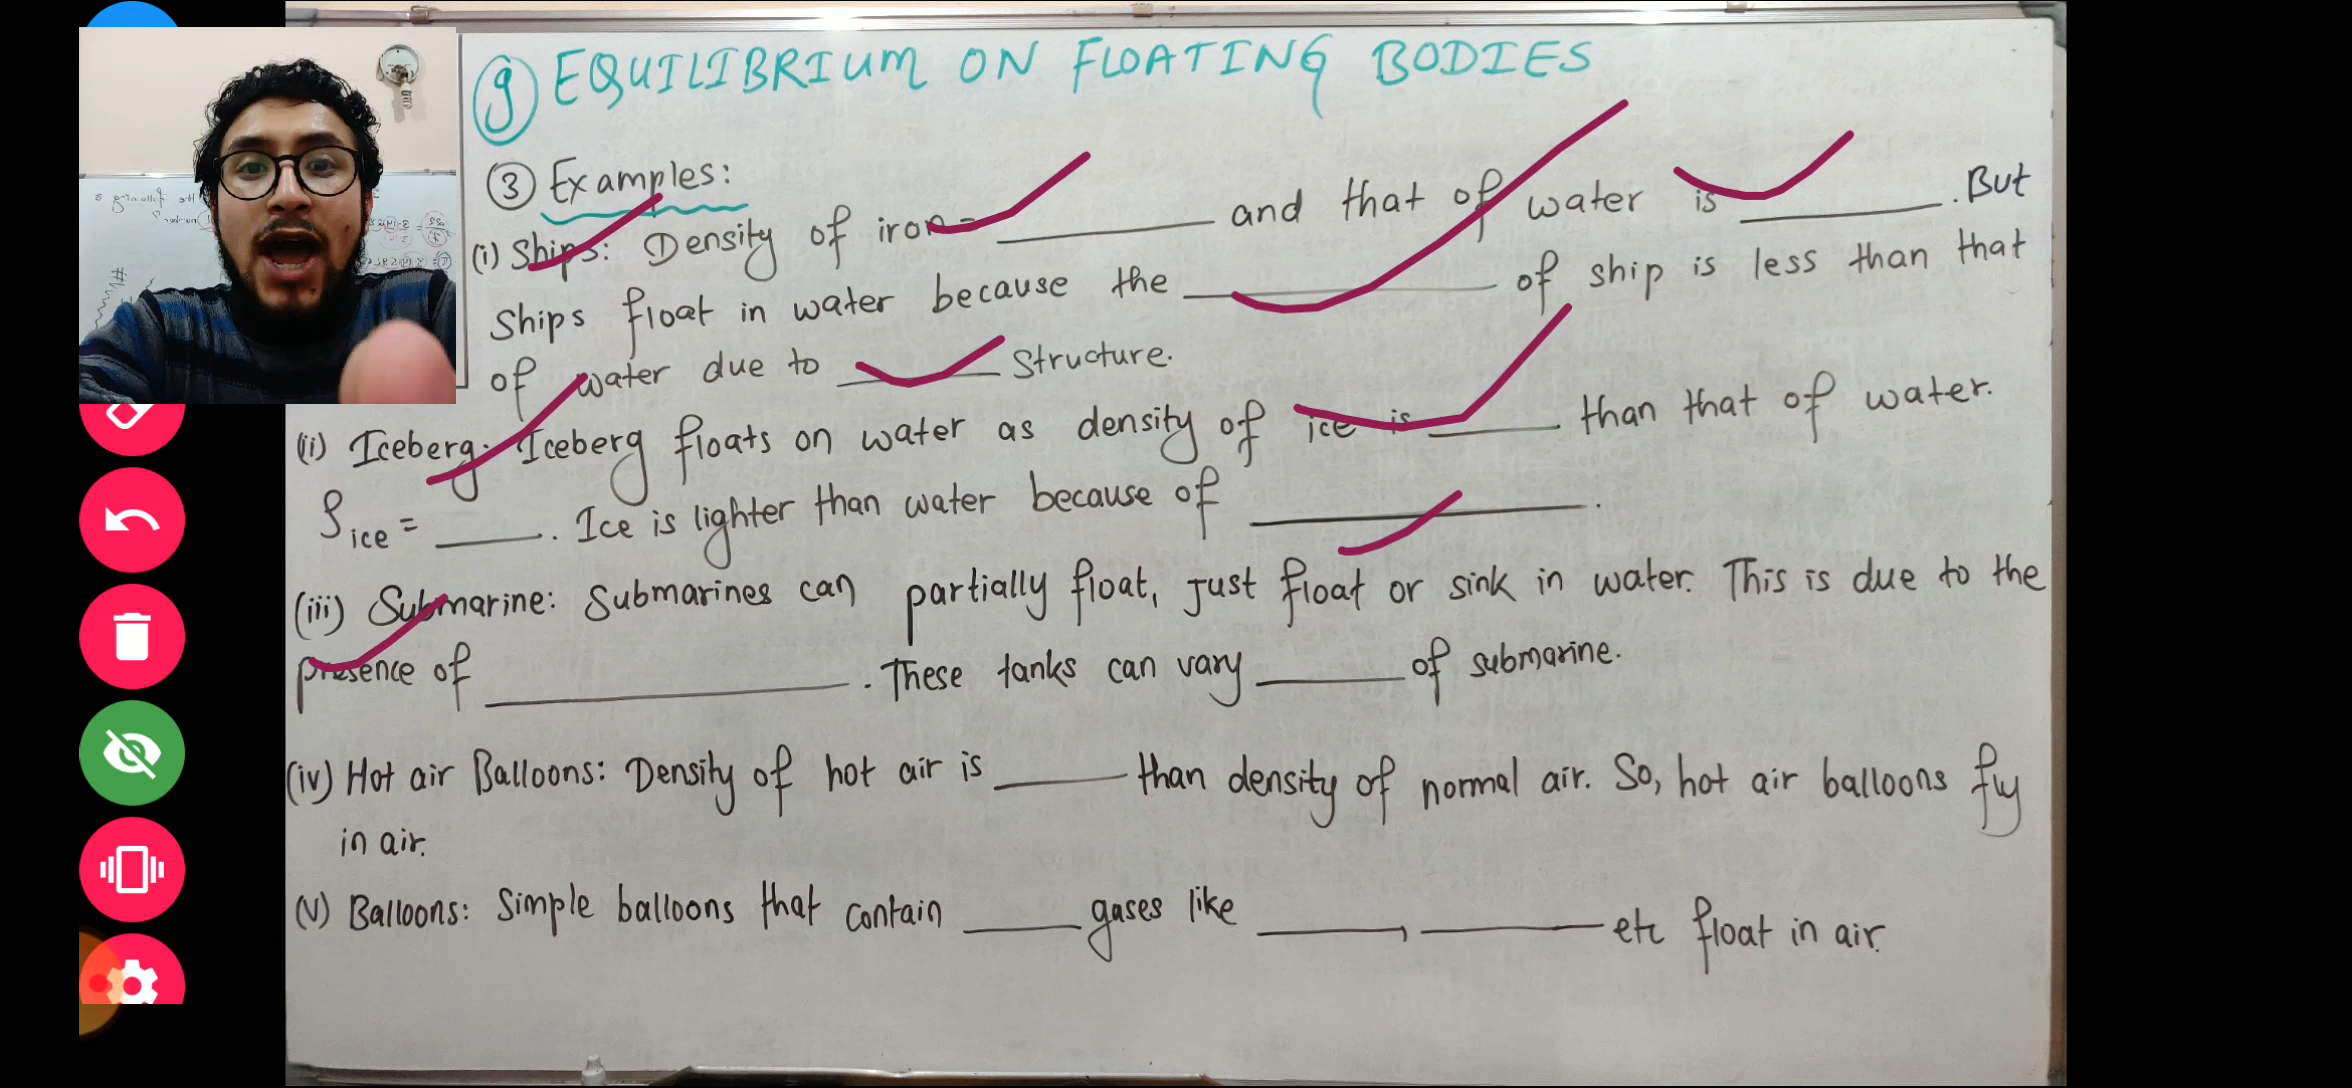 9 EQUILIBRIUM ON FLOATING BODIES
3 Examples:
(i) Ships: Density of iron = ________ and that of water is ________. But
Ships float in water because the ________ of ship is less than that
of water due to ________ structure.
(ii) Iceberg: Iceberg floats on water as density of ice is ________ than that of water.
ρice = ________. Ice is lighter than water because of ________.
(iii) Submarine: Submarines can partially float, just float or sink in water. This is due to the
presence of ________. These tanks can vary ________ of submarine.
(iv) Hot air Balloons: Density of hot air is ________ than density of normal air. So, hot air balloons fly
in air.
(v) Balloons: Simple balloons that contain ________ gases like ________, ________ etc float in air.